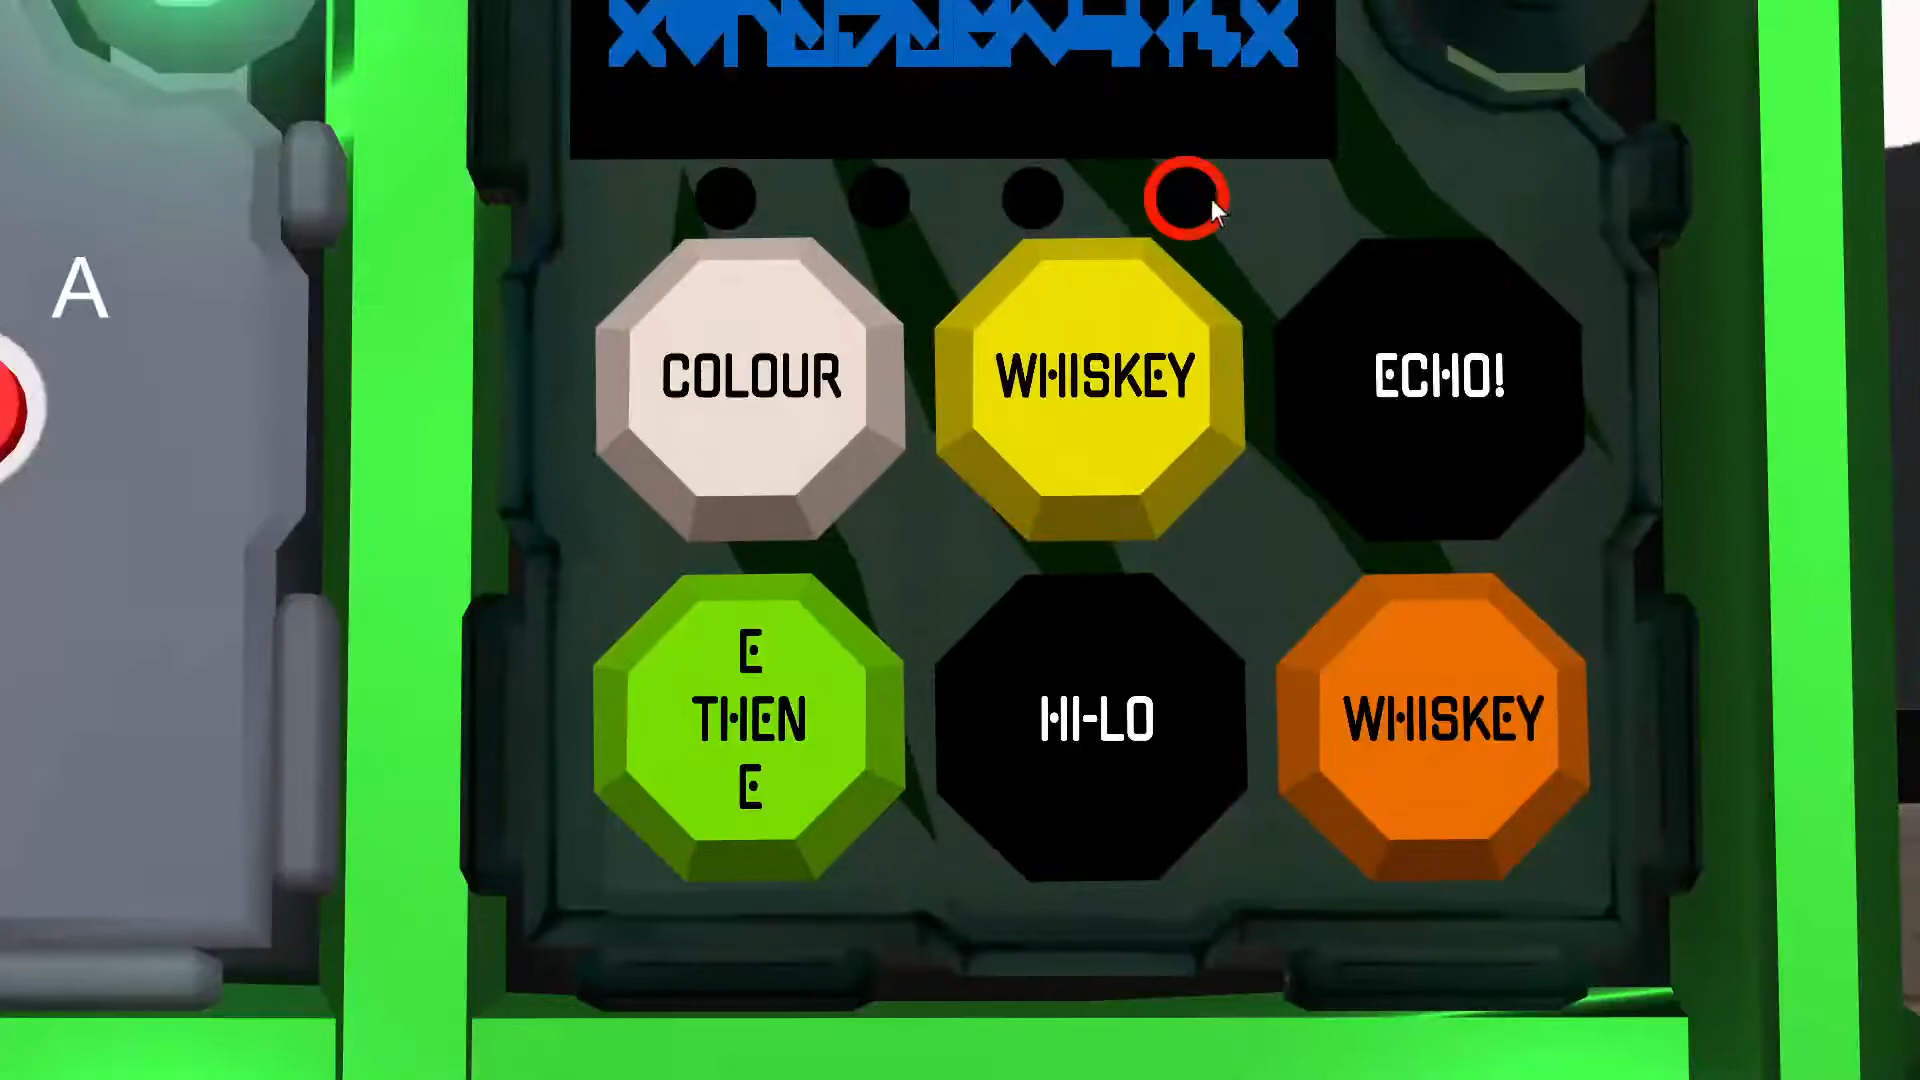 A
COLOUR
WHISKEY
ECHO!
E
THEN
E
HI-LO
WHISKEY